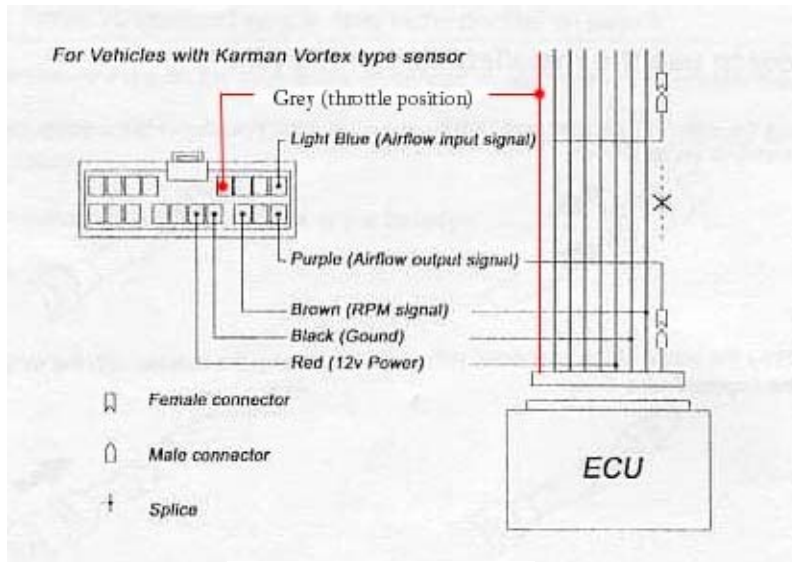 For Vehicles with Karman Vortex type sensor
Grey (throttle position)
Light Blue (Airflow input signal)
Purple (Airflow output signal)
Brown (RPM signal)
Black (Gound)
Red (12v Power)
Female connector
Male connector
Splice
ECU